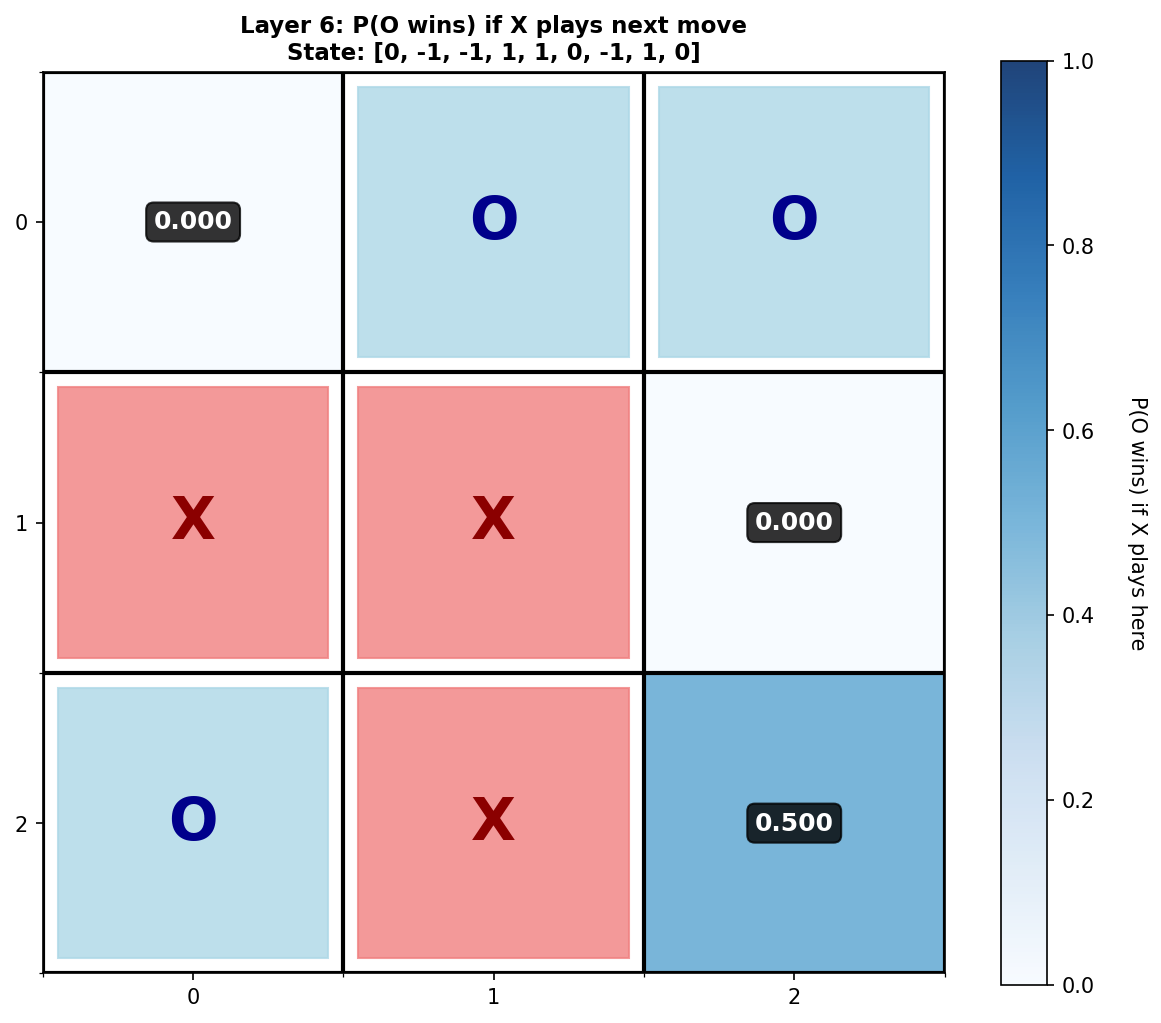 Layer 6: P(O wins) if X plays next move
State: [0, -1, -1, 1, 1, 0, -1, 1, 0]
0
0.000
O
O
1
X
X
0.000
2
O
X
0.500
0
1
2
1.0
0.8
0.6
0.4
0.2
0.0
P(O wins) if X plays here